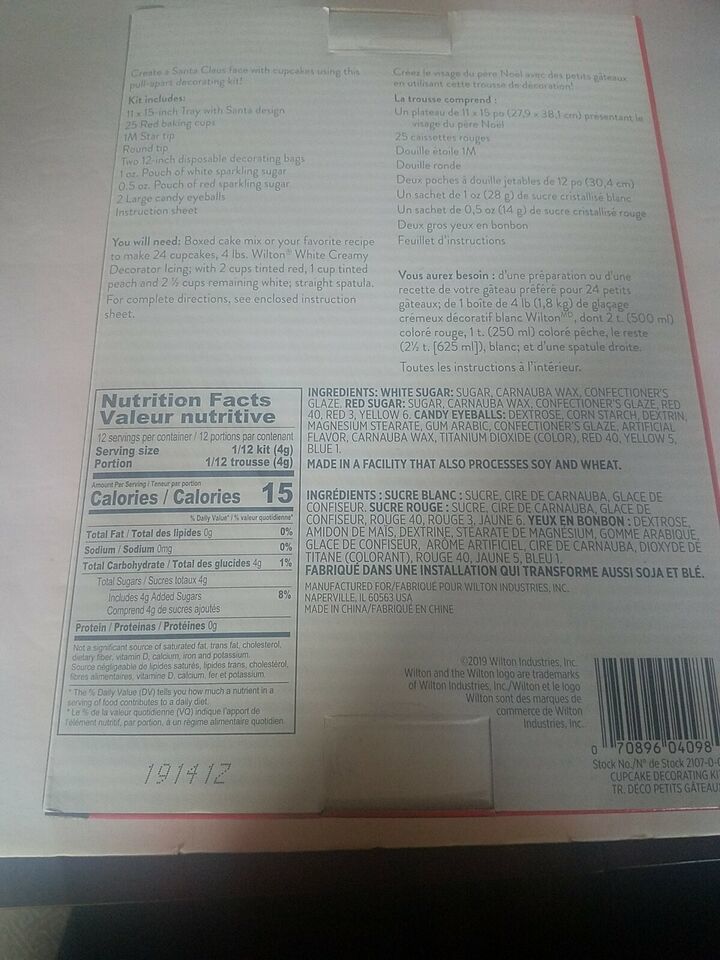 Create a Santa Claus face with cupcakes using this
pull-apart decorating kit!
Kit includes:
11 x 15-inch Tray with Santa design
25 Red baking cups
1M Star tip
Round tip
Two 12-inch disposable decorating bags
1 oz. Pouch of white sparkling sugar
0.5 oz. Pouch of red sparkling sugar
2 Large candy eyeballs
Instruction sheet
You will need: Boxed cake mix or your favorite recipe
to make 24 cupcakes, 4 lbs. Wilton® White Creamy
Decorator Icing; with 2 cups tinted red, 1 cup tinted
peach and 2 ½ cups remaining white; straight spatula.
For complete directions, see enclosed instruction
sheet.
Créez le visage du père Noël avec des petits gâteaux
en utilisant cette trousse de décoration!
La trousse comprend :
Un plateau de 11 x 15 po (27,9 x 38,1 cm) présentant le
visage du père Noël
25 caissettes rouges
Douille étoile 1M
Douille ronde
Deux poches à douille jetables de 12 po (30,4 cm)
Un sachet de 1 oz (28 g) de sucre cristallisé blanc
Un sachet de 0,5 oz (14 g) de sucre cristallisé rouge
Deux gros yeux en bonbon
Feuillet d'instructions
Vous aurez besoin : d'une préparation ou d'une
recette de votre gâteau préféré pour 24 petits
gâteaux; de 1 boîte de 4 lb (1,8 kg) de glaçage
crémeux décoratif blanc Wilton MD, dont 2 t. (500 ml)
coloré rouge, 1 t. (250 ml) coloré pêche, le reste
(2½ t. [625 ml]), blanc; et d'une spatule droite.
Toutes les instructions à l'intérieur.
Nutrition Facts
Valeur nutritive
12 servings per container / 12 portions par contenant
Serving size 1/12 kit (4g)
Portion 1/12 trousse (4g)
Amount Per Serving / Teneur par portion
Calories / Calories 15
% Daily Value* / % valeur quotidienne*
Total Fat / Total des lipides 0g 0%
Sodium / Sodium 0mg 0%
Total Carbohydrate / Total des glucides 4g 1%
Total Sugars / Sucres totaux 4g
Includes 4g Added Sugars 8%
Comprend 4g de sucres ajoutés
Protein / Proteínas / Protéines 0g
Not a significant source of saturated fat, trans fat, cholesterol,
dietary fiber, vitamin D, calcium, iron and potassium.
Source négligeable de lipides saturés, lipides trans, cholestérol,
fibres alimentaires, vitamine D, calcium, fer et potassium.
* The % Daily Value (DV) tells you how much a nutrient in a
serving of food contributes to a daily diet.
* Le % de la valeur quotidienne (VQ) indique l'apport de
l'élément nutritif, par portion, à un régime alimentaire quotidien.
INGREDIENTS: WHITE SUGAR: SUGAR, CARNAUBA WAX, CONFECTIONER'S
GLAZE. RED SUGAR: SUGAR, CARNAUBA WAX, CONFECTIONER'S GLAZE, RED
40, RED 3, YELLOW 6. CANDY EYEBALLS: DEXTROSE, CORN STARCH, DEXTRIN,
MAGNESIUM STEARATE, GUM ARABIC, CONFECTIONER'S GLAZE, ARTIFICIAL
FLAVOR, CARNAUBA WAX, TITANIUM DIOXIDE (COLOR), RED 40, YELLOW 5,
BLUE 1.
MADE IN A FACILITY THAT ALSO PROCESSES SOY AND WHEAT.
INGRÉDIENTS : SUCRE BLANC : SUCRE, CIRE DE CARNAUBA, GLACE DE
CONFISEUR. SUCRE ROUGE : SUCRE, CIRE DE CARNAUBA, GLACE DE
CONFISEUR, ROUGE 40, ROUGE 3, JAUNE 6. YEUX EN BONBON : DEXTROSE,
AMIDON DE MAÏS, DEXTRINE, STÉARATE DE MAGNÉSIUM, GOMME ARABIQUE,
GLACE DE CONFISEUR, ARÔME ARTIFICIEL, CIRE DE CARNAUBA, DIOXYDE DE
TITANE (COLORANT), ROUGE 40, JAUNE 5, BLEU 1.
FABRIQUÉ DANS UNE INSTALLATION QUI TRANSFORME AUSSI SOJA ET BLÉ.
MANUFACTURED FOR/FABRIQUÉ POUR WILTON INDUSTRIES, INC.
NAPERVILLE, IL 60563 USA
MADE IN CHINA/FABRIQUÉ EN CHINE
©2019 Wilton Industries, Inc.
Wilton and the Wilton logo are trademarks
of Wilton Industries, Inc./Wilton et le logo
Wilton sont des marques de
commerce de Wilton
Industries, Inc.
0 70896 04098
Stock No./N° de Stock 2107-0-0
CUPCAKE DECORATING KI
TR. DÉCO PETITS GÂTEAU
191412